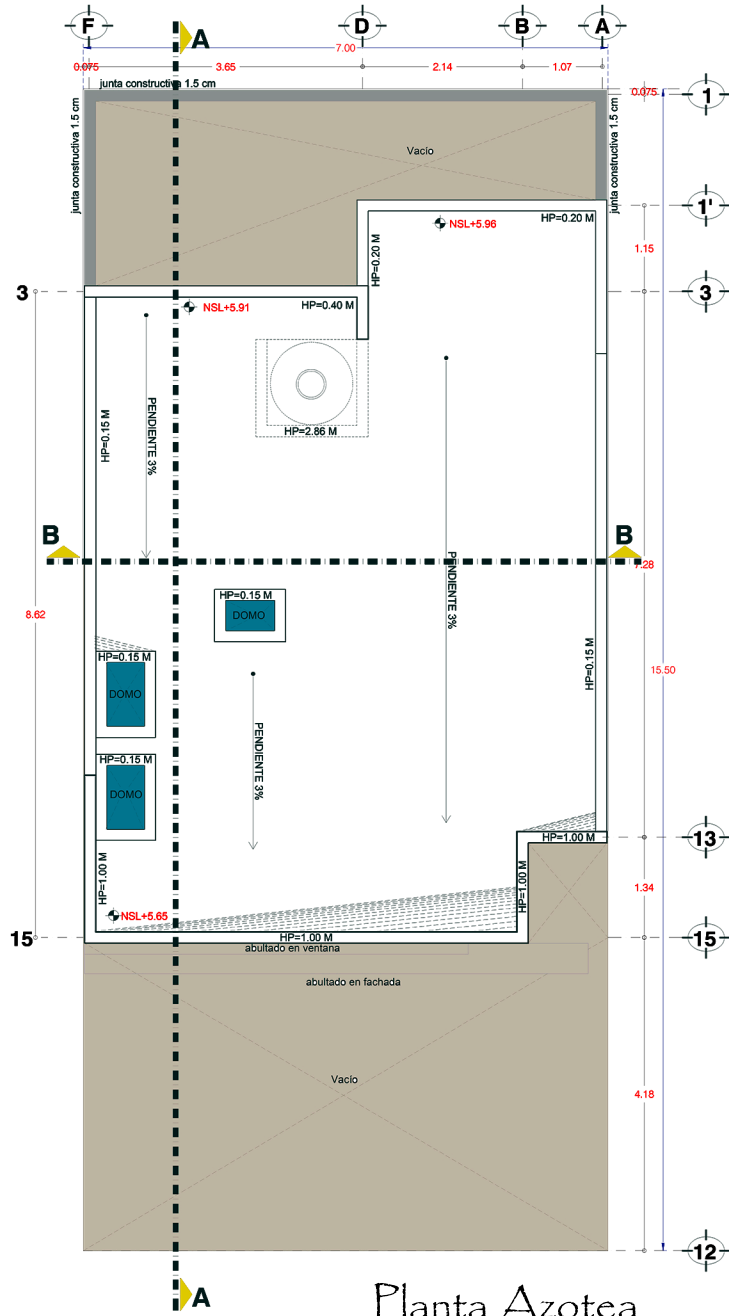 F
D
B
A
A
7.00
0.075
3.65
2.14
1.07
junta constructiva 1.5 cm
0.075
1
junta constructiva 1.5 cm
junta constructiva 1.5 cm
Vacío
1'
HP=0.20 M
NSL+5.96
HP=0.20 M
1.15
3
3
NSL+5.91
HP=0.40 M
HP=0.15 M
PENDIENTE 3%
HP=2.86 M
B
B
7.28
PENDIENTE 3%
8.62
HP=0.15 M
DOMO
HP=0.15 M
HP=0.15 M
DOMO
15.50
PENDIENTE 3%
HP=0.15 M
DOMO
13
HP=1.00 M
HP=1.00 M
HP=1.00 M
1.34
NSL+5.65
15
HP=1.00 M
15
abultado en ventana
abultado en fachada
Vacío
4.18
12
A
Planta Azotea